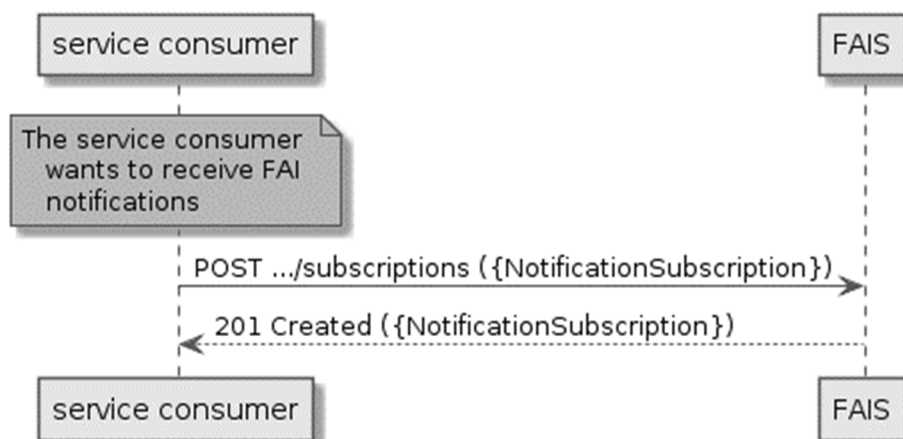 service consumer
FAIS
The service consumer
wants to receive FAI
notifications
POST .../subscriptions ({NotificationSubscription})
201 Created ({NotificationSubscription})
service consumer
FAIS